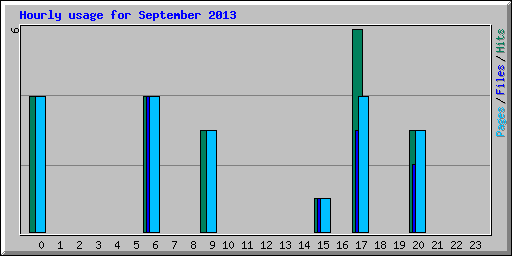 Hourly usage for September 2013
6
Pages/Files/Hits
0 1 2 3 4 5 6 7 8 9 10 11 12 13 14 15 16 17 18 19 20 21 22 23